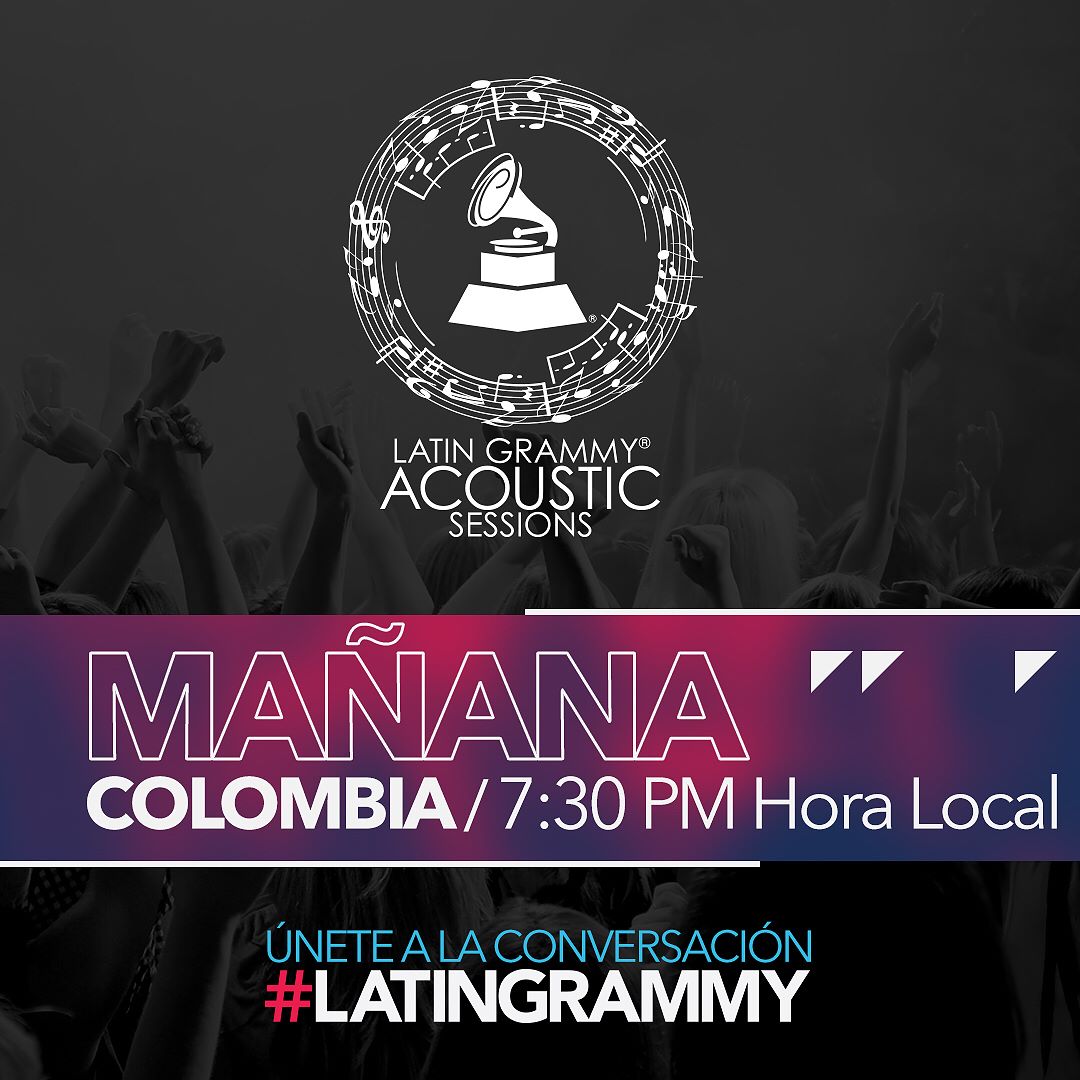 LATIN GRAMMY®
ACOUSTIC
SESSIONS
MAÑANA
COLOMBIA / 7:30 PM Hora Local
ÚNETE A LA CONVERSACIÓN
#LATINGRAMMY